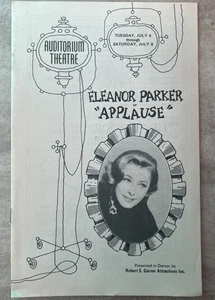 AUDITORIUM
THEATRE
TUESDAY, JULY 4
through
SATURDAY, JULY 8
ELEANOR PARKER
in
"APPLAUSE"
Presented in Denver by
Robert S. Garner Attractions Inc.